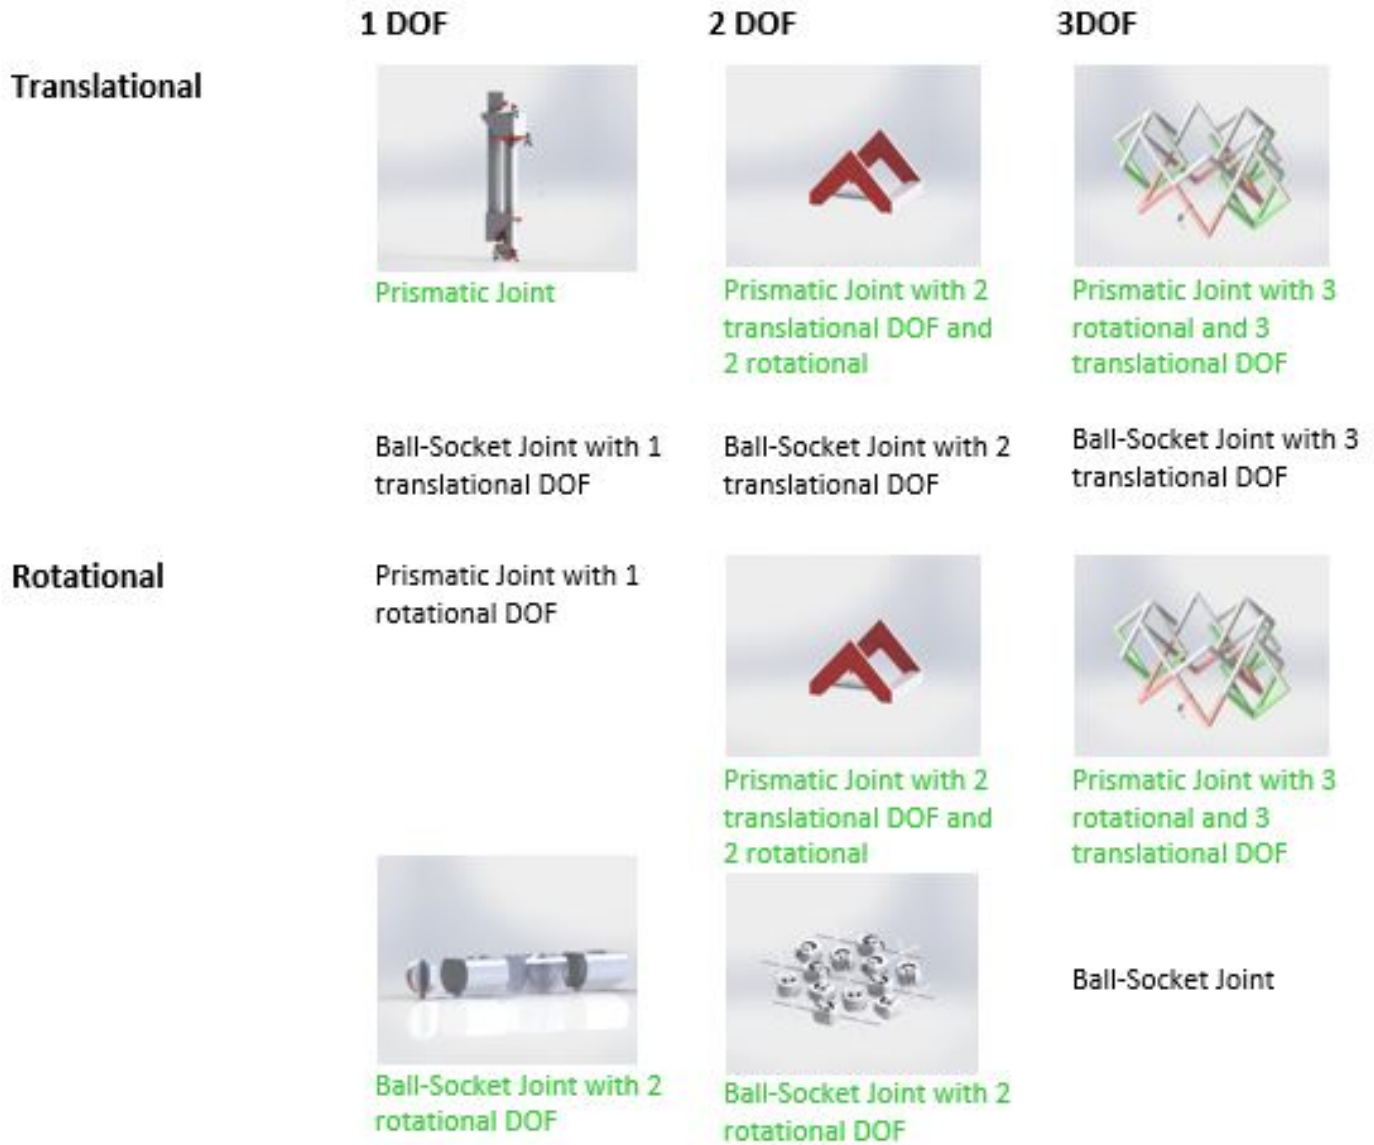 1 DOF
2 DOF
3DOF
Translational
Prismatic Joint
Prismatic Joint with 2
translational DOF and
2 rotational
Prismatic Joint with 3
rotational and 3
translational DOF
Ball-Socket Joint with 1
translational DOF
Ball-Socket Joint with 2
translational DOF
Ball-Socket Joint with 3
translational DOF
Rotational
Prismatic Joint with 1
rotational DOF
Prismatic Joint with 2
translational DOF and
2 rotational
Prismatic Joint with 3
rotational and 3
translational DOF
Ball-Socket Joint with 2
rotational DOF
Ball-Socket Joint with 2
rotational DOF
Ball-Socket Joint